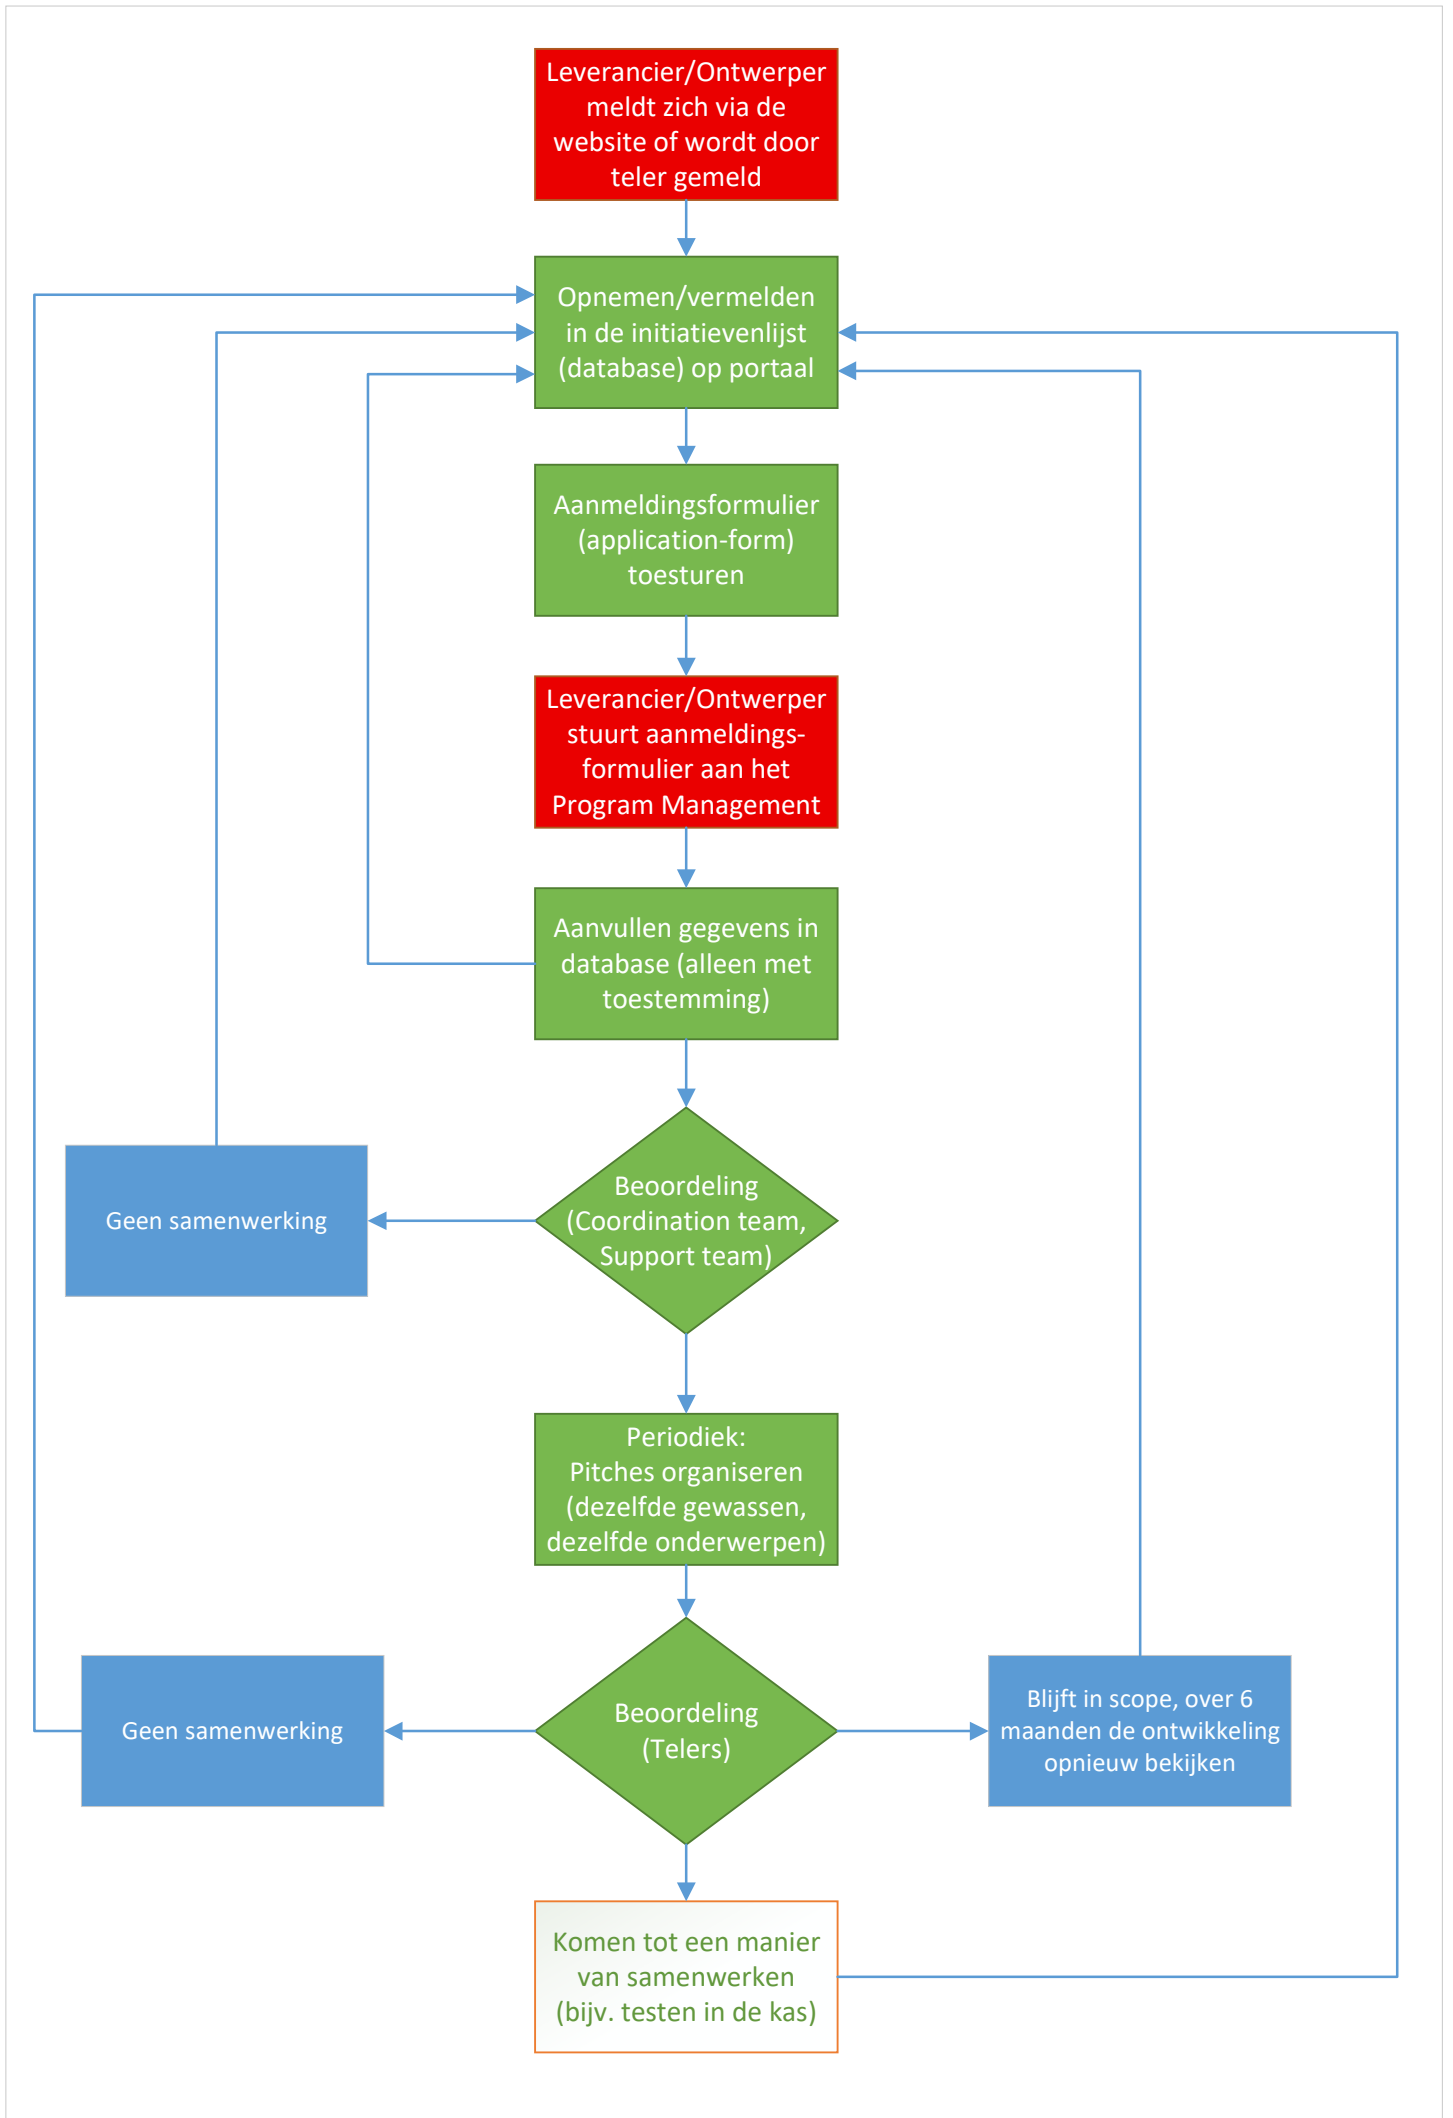 Leverancier/Ontwerper
meldt zich via de
website of wordt door
teler gemeld
Opnemen/vermelden
in de initiatievenlijst
(database) op portaal
Aanmeldingsformulier
(application-form)
toesturen
Leverancier/Ontwerper
stuurt aanmeldings-
formulier aan het
Program Management
Aanvullen gegevens in
database (alleen met
toestemming)
Beoordeling
(Coordination team,
Support team)
Geen samenwerking
Periodiek:
Pitches organiseren
(dezelfde gewassen,
dezelfde onderwerpen)
Beoordeling
(Telers)
Geen samenwerking
Blijft in scope, over 6
maanden de ontwikkeling
opnieuw bekijken
Komen tot een manier
van samenwerken
(bijv. testen in de kas)